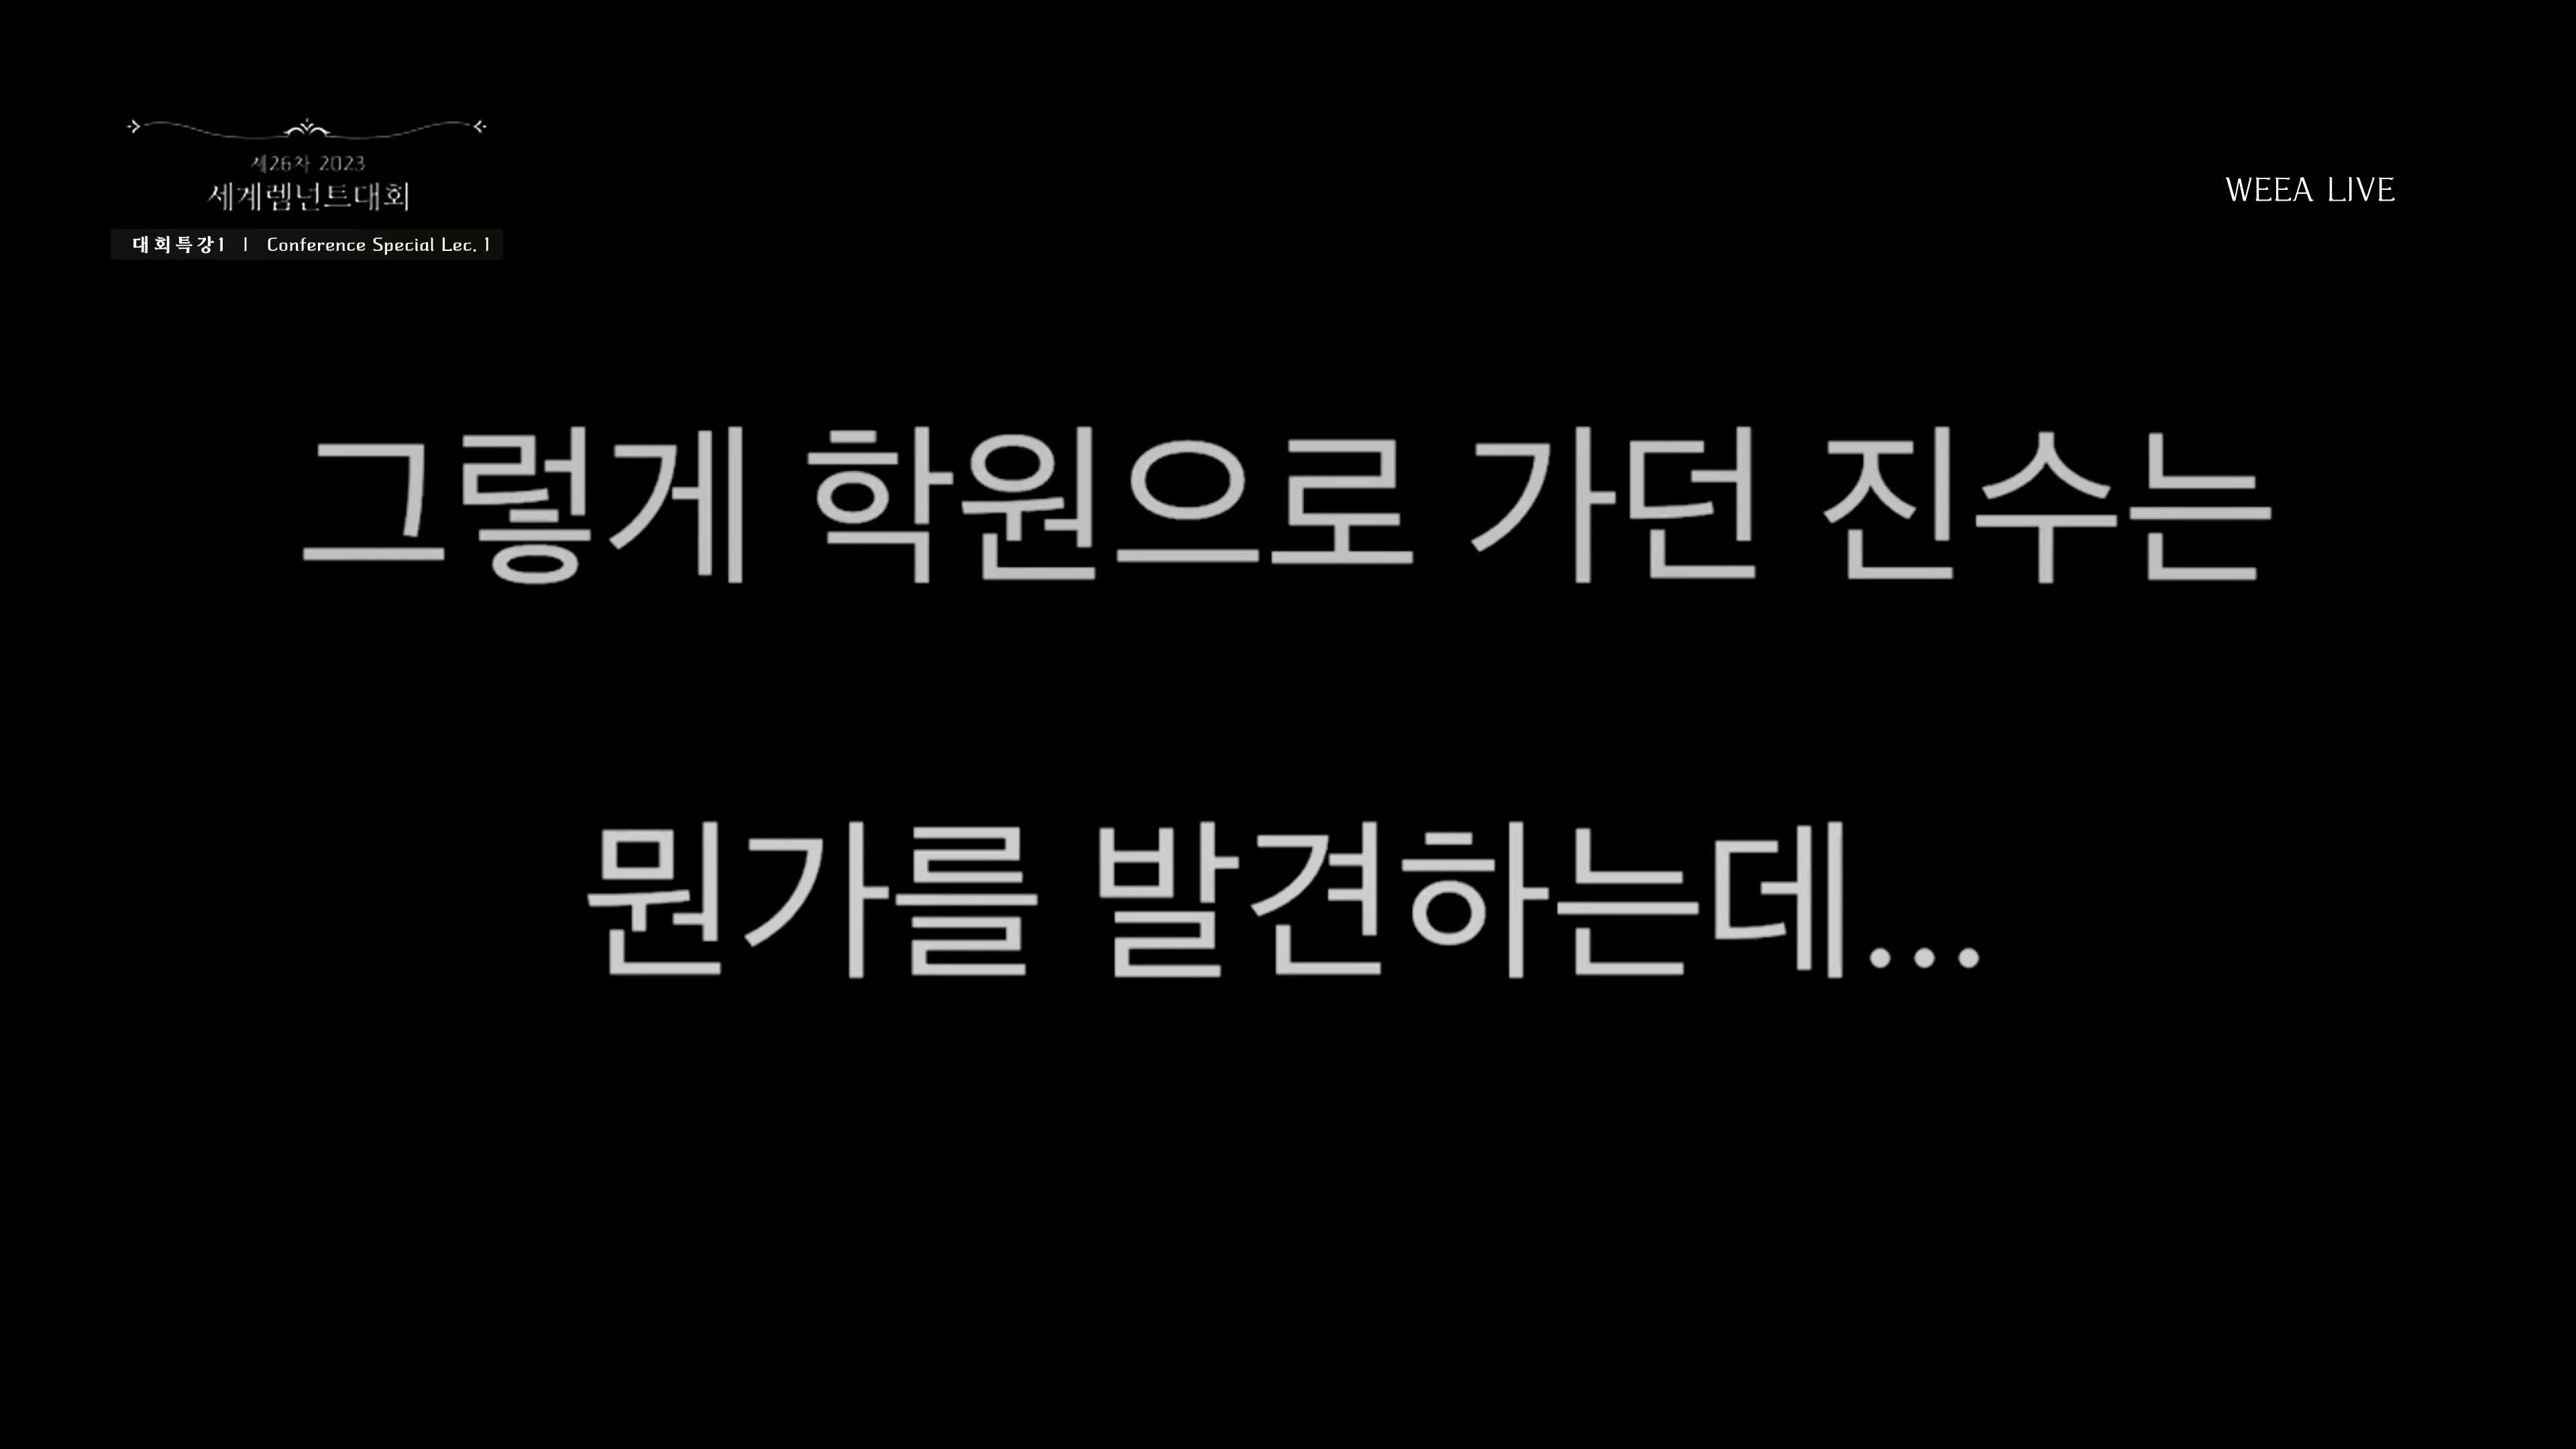 제26차 2023
세계렘넌트대회
대회특강1 | Conference Special Lec. 1
WEEA LIVE
그렇게 학원으로 가던 진수는
뭔가를 발견하는데...